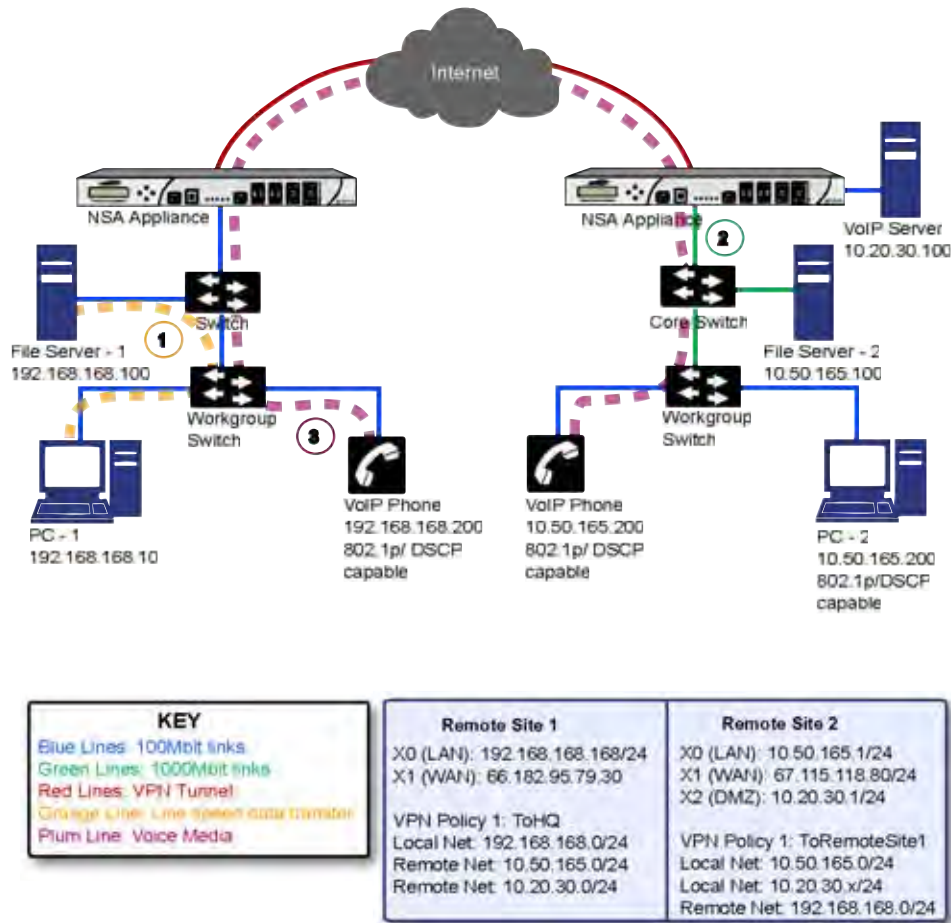 Internet
NSA Appliance
NSA Appliance
VoIP Server
10.20.30.100
2
Switch
Core Switch
1
File Server - 1
192.168.168.100
File Server - 2
10.50.165.100
Workgroup
Switch
Workgroup
Switch
3
PC - 1
192.168.168.10
VoIP Phone
192.168.168.200
802.1p/ DSCP
capable
VoIP Phone
10.50.165.200
802.1p/ DSCP
capable
PC - 2
10.50.165.200
802.1p/DSCP
capable
KEY
Blue Lines: 100Mbit links
Green Lines: 1000Mbit links
Red Lines: VPN Tunnel
Orange Line: Line speed data transfer
Plum Line: Voice Media
Remote Site 1
X0 (LAN): 192.168.168.168/24
X1 (WAN): 66.182.95.79.30
VPN Policy 1: ToHQ
Local Net: 192.168.168.0/24
Remote Net: 10.50.165.0/24
Remote Net: 10.20.30.0/24
Remote Site 2
X0 (LAN): 10.50.165.1/24
X1 (WAN): 67.115.118.80/24
X2 (DMZ): 10.20.30.1/24
VPN Policy 1: ToRemoteSite1
Local Net: 10.50.165.0/24
Local Net: 10.20.30.x/24
Remote Net: 192.168.168.0/24